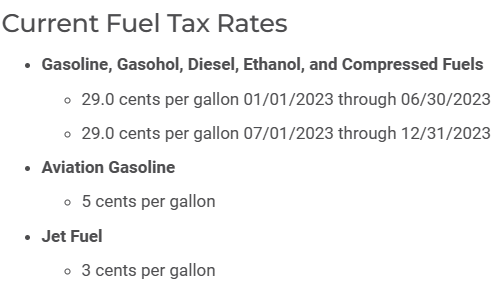 Current Fuel Tax Rates
• Gasoline, Gasohol, Diesel, Ethanol, and Compressed Fuels
◦ 29.0 cents per gallon 01/01/2023 through 06/30/2023
◦ 29.0 cents per gallon 07/01/2023 through 12/31/2023
• Aviation Gasoline
◦ 5 cents per gallon
• Jet Fuel
◦ 3 cents per gallon